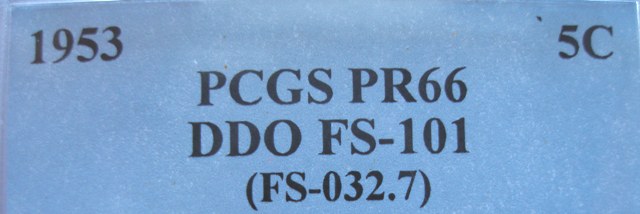 1953 5C
PCGS PR66
DDO FS-101
(FS-032.7)